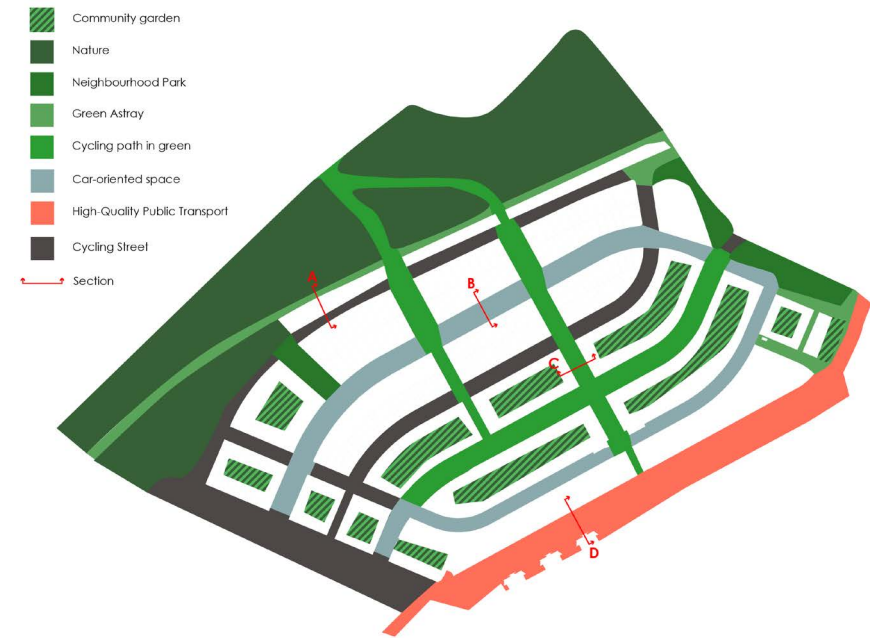 Community garden
Nature
Neighbourhood Park
Green Astray
Cycling path in green
Car-oriented space
High-Quality Public Transport
Cycling Street
Section
A
B
C
D